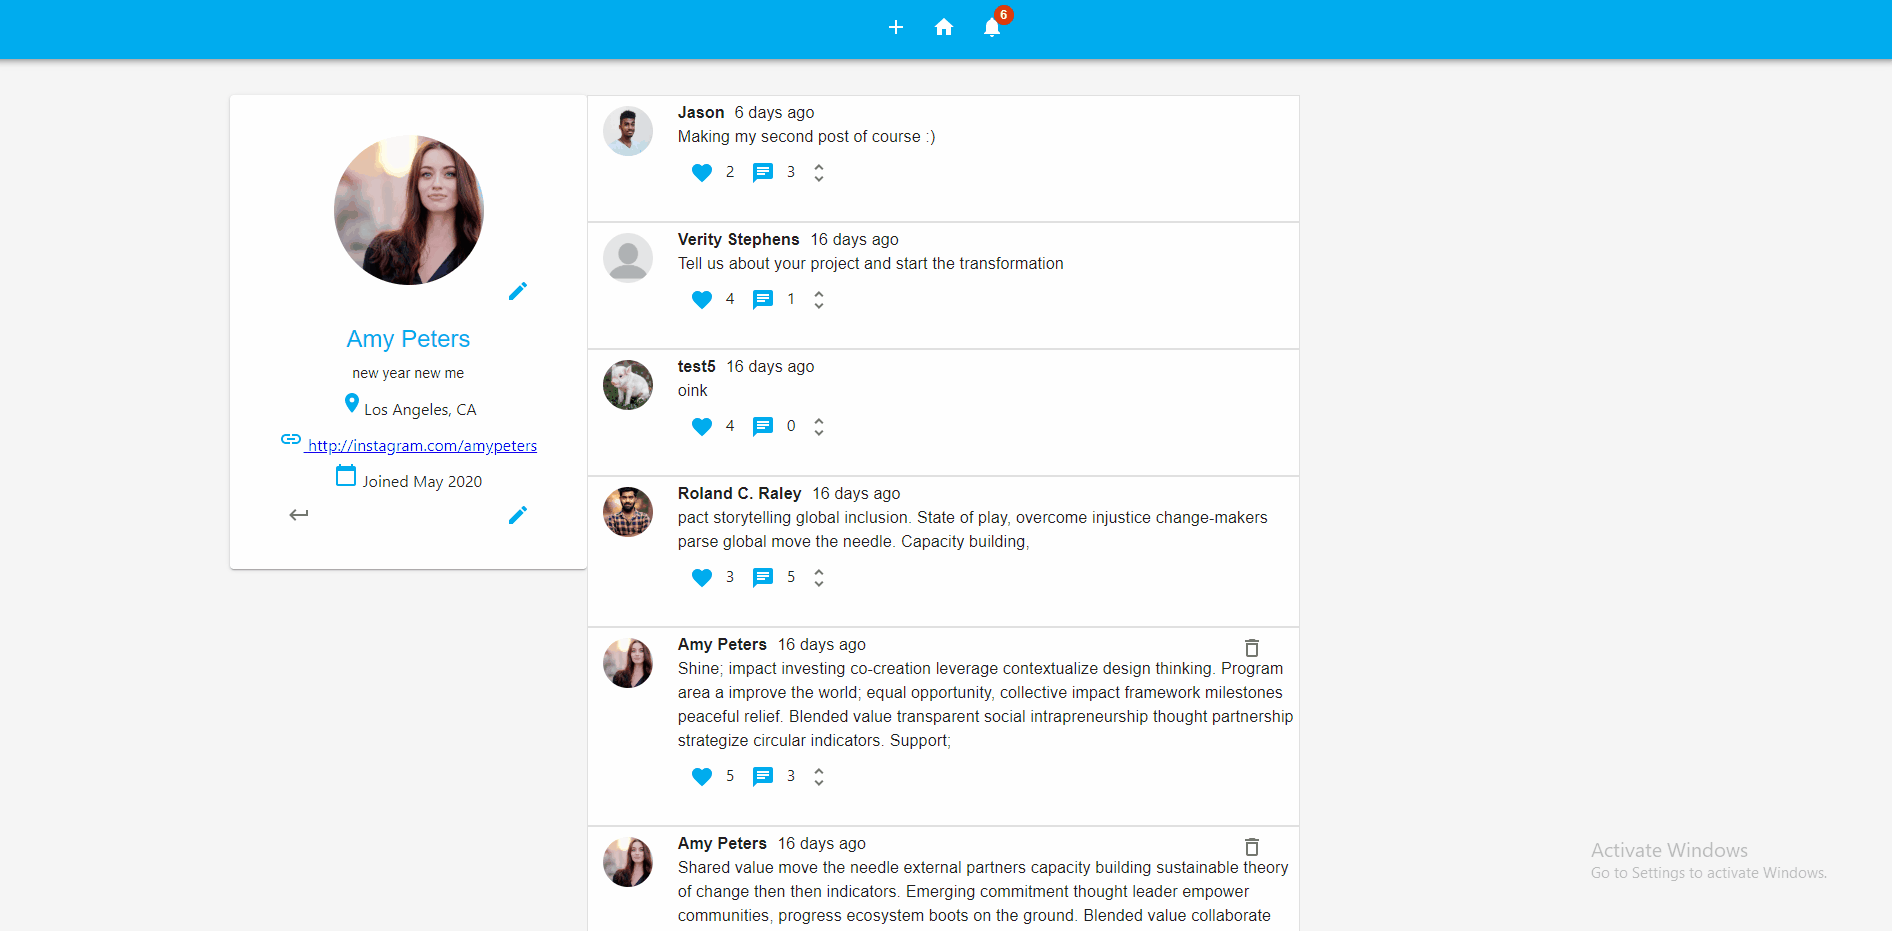 6
Amy Peters
new year new me
Los Angeles, CA
http://instagram.com/amypeters
Joined May 2020
Jason 6 days ago
Making my second post of course :)
2 3
Verity Stephens 16 days ago
Tell us about your project and start the transformation
4 1
test5 16 days ago
oink
4 0
Roland C. Raley 16 days ago
pact storytelling global inclusion. State of play, overcome injustice change-makers
parse global move the needle. Capacity building,
3 5
Amy Peters 16 days ago
Shine; impact investing co-creation leverage contextualize design thinking. Program
area a improve the world; equal opportunity, collective impact framework milestones
peaceful relief. Blended value transparent social intrapreneurship thought partnership
strategize circular indicators. Support;
5 3
Amy Peters 16 days ago
Shared value move the needle external partners capacity building sustainable theory
of change then then indicators. Emerging commitment thought leader empower
communities, progress ecosystem boots on the ground. Blended value collaborate
Activate Windows
Go to Settings to activate Windows.